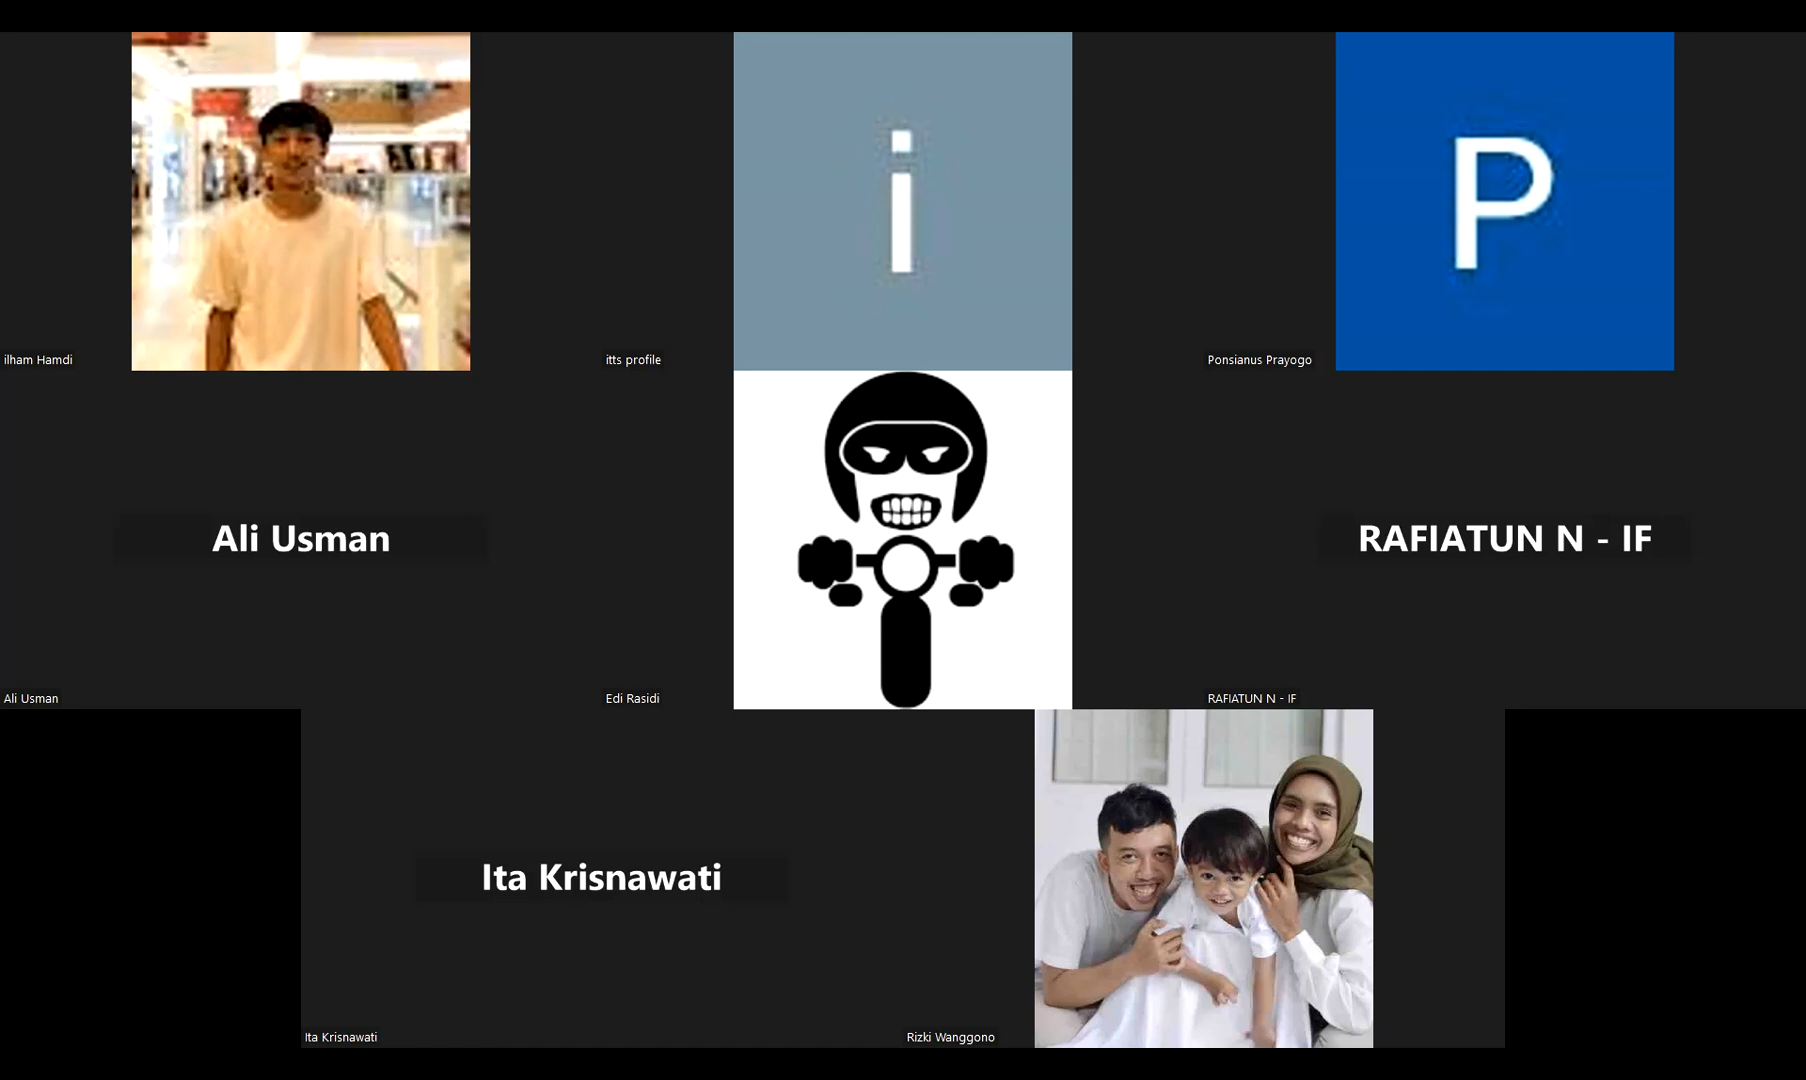 i
P
ilham Hamdi
itts profile
Ponsianus Prayogo
Ali Usman
RAFIATUN N - IF
Ali Usman
Edi Rasidi
RAFIATUN N - IF
Ita Krisnawati
Ita Krisnawati
Rizki Wanggono